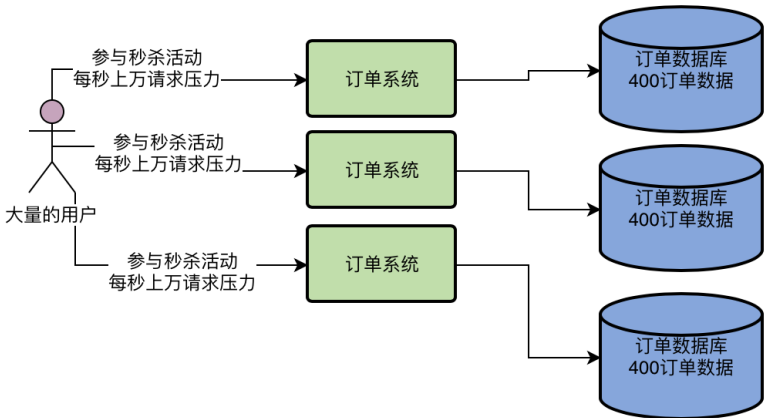 参与秒杀活动
每秒上万请求压力
订单系统
订单数据库
400订单数据
参与秒杀活动
每秒上万请求压力
订单系统
订单数据库
400订单数据
大量的用户
参与秒杀活动
每秒上万请求压力
订单系统
订单数据库
400订单数据